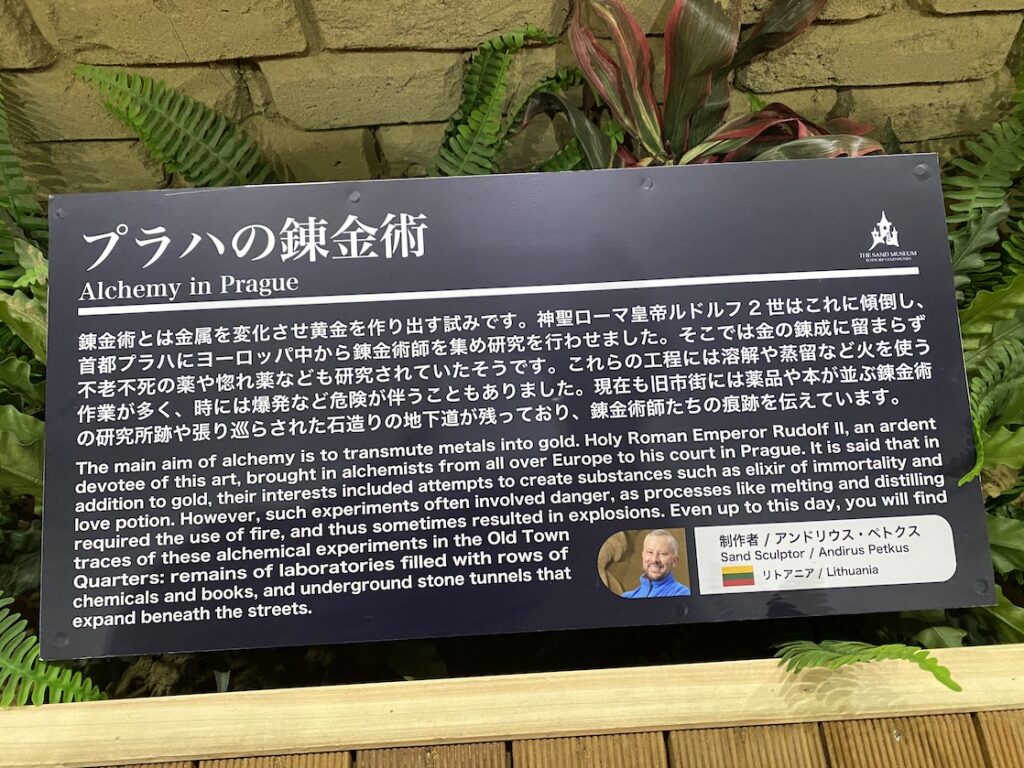 プラハの錬金術
Alchemy in Prague
THE SAND MUSEUM
TOTTORI SAND DUNES
錬金術とは金属を変化させ黄金を作り出す試みです。神聖ローマ皇帝ルドルフ2世はこれに傾倒し、
首都プラハにヨーロッパ中から錬金術師を集め研究を行わせました。そこでは金の錬成に留まらず
不老不死の薬や惚れ薬なども研究されていたそうです。これらの工程には溶解や蒸留など火を使う
作業が多く、時には爆発など危険が伴うこともありました。現在も旧市街には薬品や本が並ぶ錬金術
の研究所跡や張り巡らされた石造りの地下道が残っており、錬金術師たちの痕跡を伝えています。
The main aim of alchemy is to transmute metals into gold. Holy Roman Emperor Rudolf II, an ardent
devotee of this art, brought in alchemists from all over Europe to his court in Prague. It is said that in
addition to gold, their interests included attempts to create substances such as elixir of immortality and
love potion. However, such experiments often involved danger, as processes like melting and distilling
required the use of fire, and thus sometimes resulted in explosions. Even up to this day, you will find
traces of these alchemical experiments in the Old Town
Quarters: remains of laboratories filled with rows of
chemicals and books, and underground stone tunnels that
expand beneath the streets.
制作者 / アンドリウス・ペトクス
Sand Sculptor / Andirus Petkus
リトアニア / Lithuania